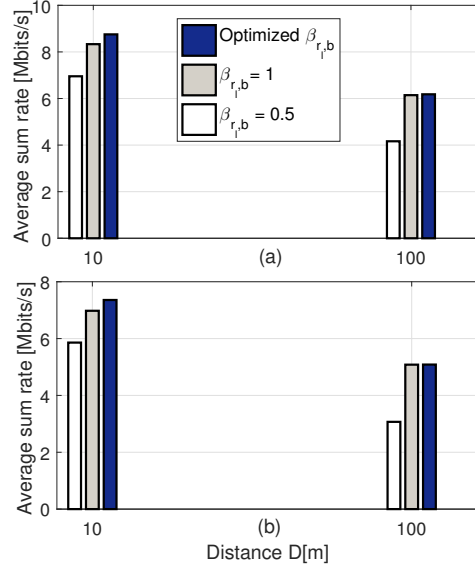 10
8
6
4
2
0
Average sum rate [Mbits/s]
Optimized β_{r_l,b}
β_{r_l,b} = 1
β_{r_l,b} = 0.5
10
(a)
100
8
6
4
2
0
Average sum rate [Mbits/s]
10
(b)
100
Distance D[m]